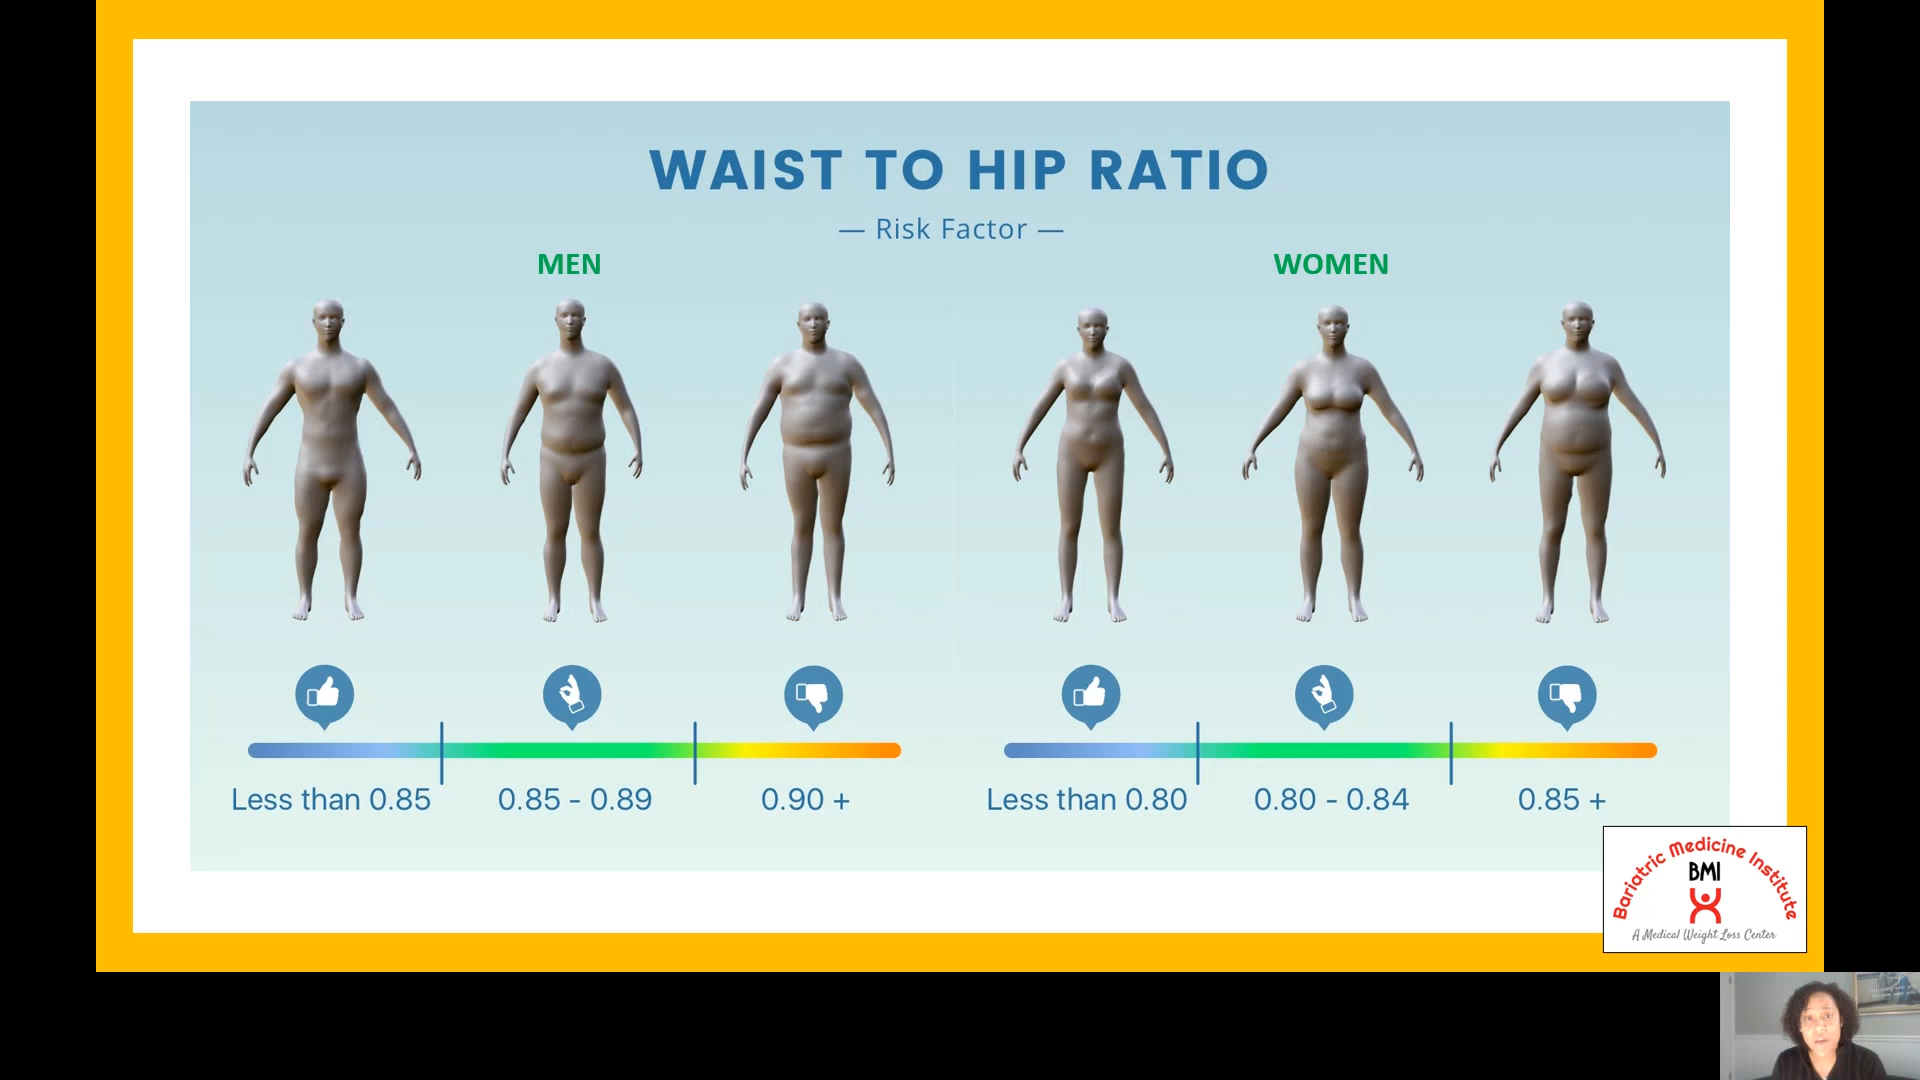 WAIST TO HIP RATIO
— Risk Factor —
MEN
WOMEN
Less than 0.85
0.85 - 0.89
0.90 +
Less than 0.80
0.80 - 0.84
0.85 +
Bariatric Medicine Institute
BMI
A Medical Weight Loss Center